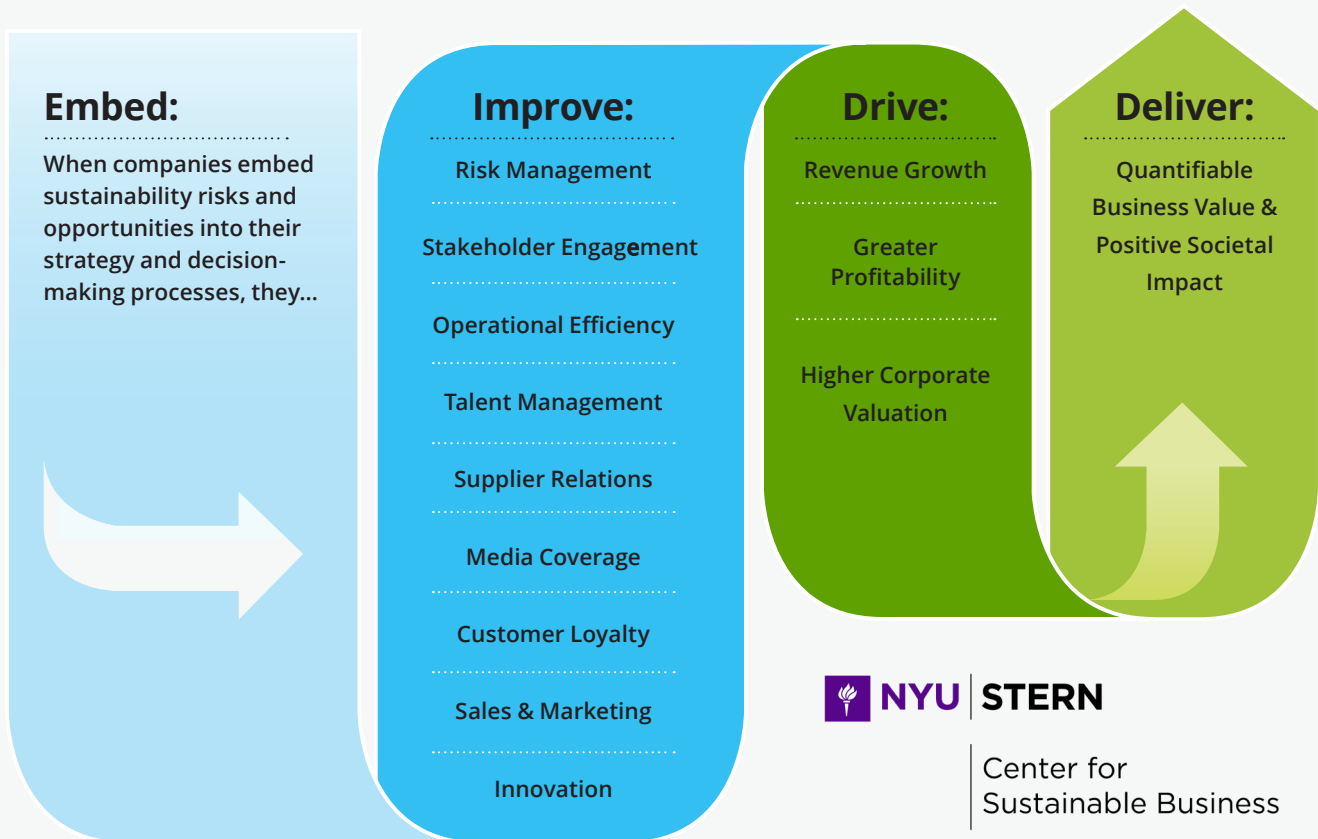 Embed:
When companies embed
sustainability risks and
opportunities into their
strategy and decision-
making processes, they...
Improve:
Risk Management
Stakeholder Engagement
Operational Efficiency
Talent Management
Supplier Relations
Media Coverage
Customer Loyalty
Sales & Marketing
Innovation
Drive:
Revenue Growth
Greater
Profitability
Higher Corporate
Valuation
Deliver:
Quantifiable
Business Value &
Positive Societal
Impact
NYU STERN
Center for
Sustainable Business